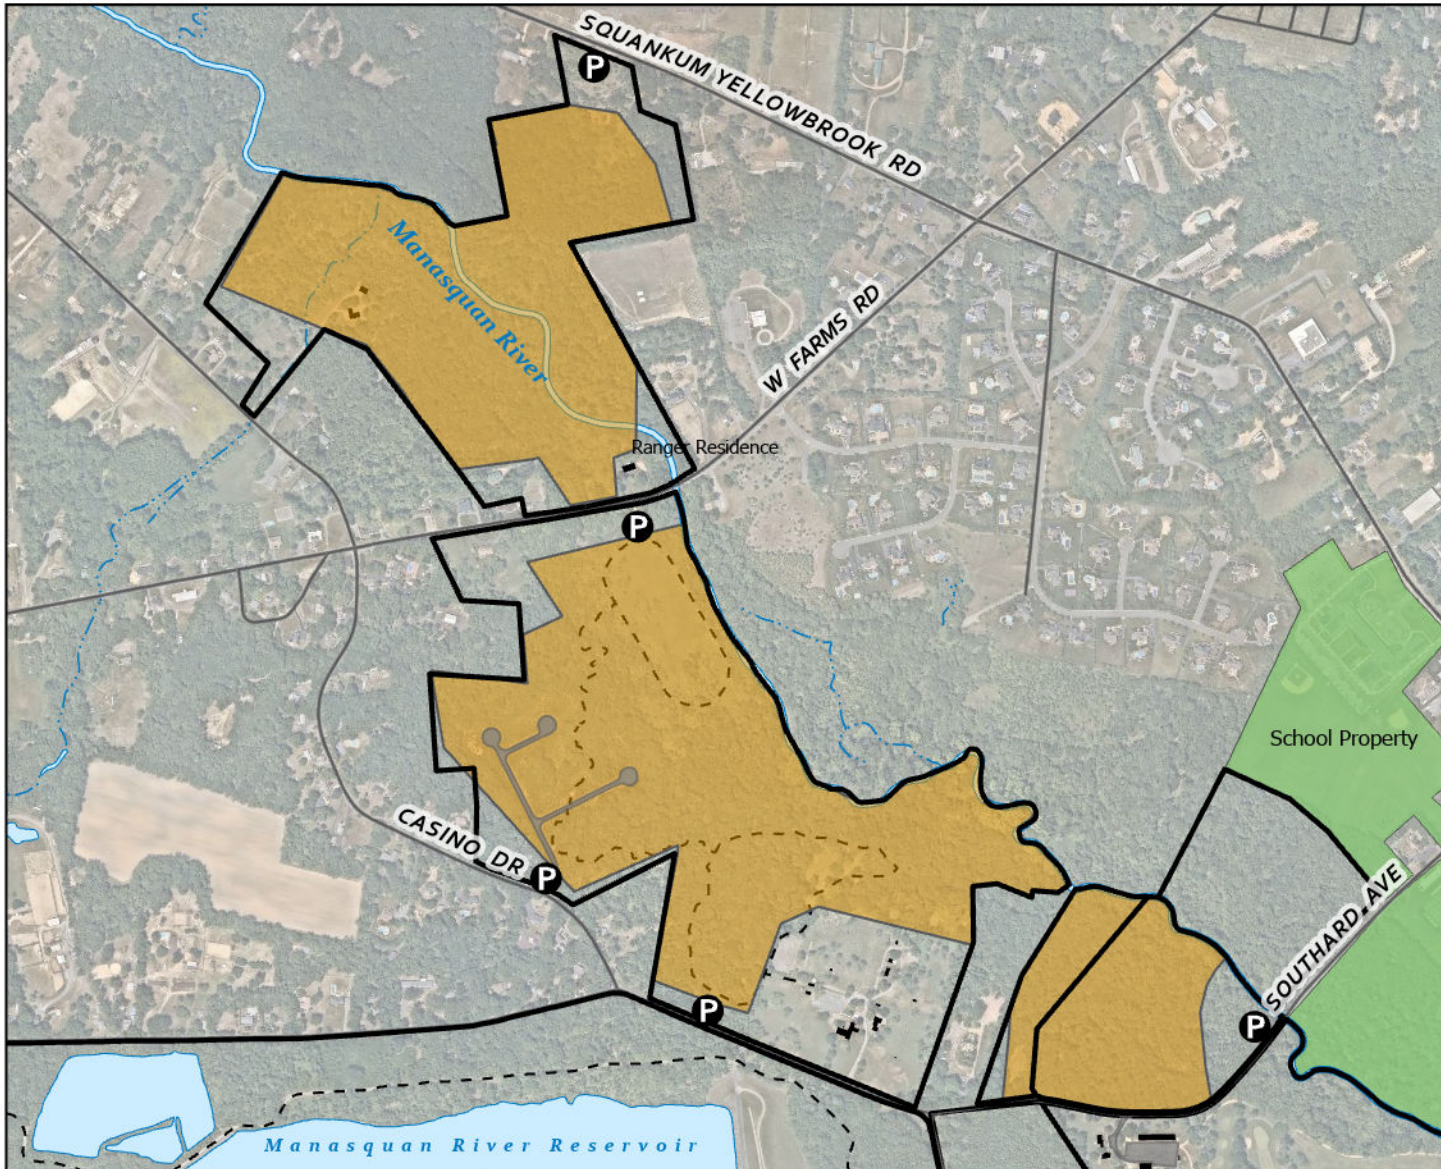 P
SQUANKUM YELLOWBROOK RD
Manasquan River
W FARMS RD
Ranger Residence
P
School Property
CASINO DR
P
SOUTHARD AVE
P
P
Manasquan River Reservoir